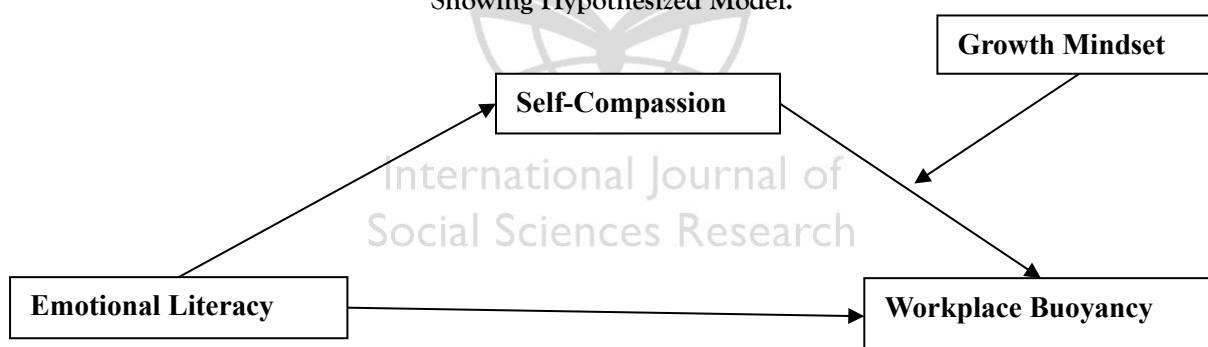 Showing Hypothesized Model.
Growth Mindset
Self-Compassion
International Journal of
Social Sciences Research
Emotional Literacy
Workplace Buoyancy